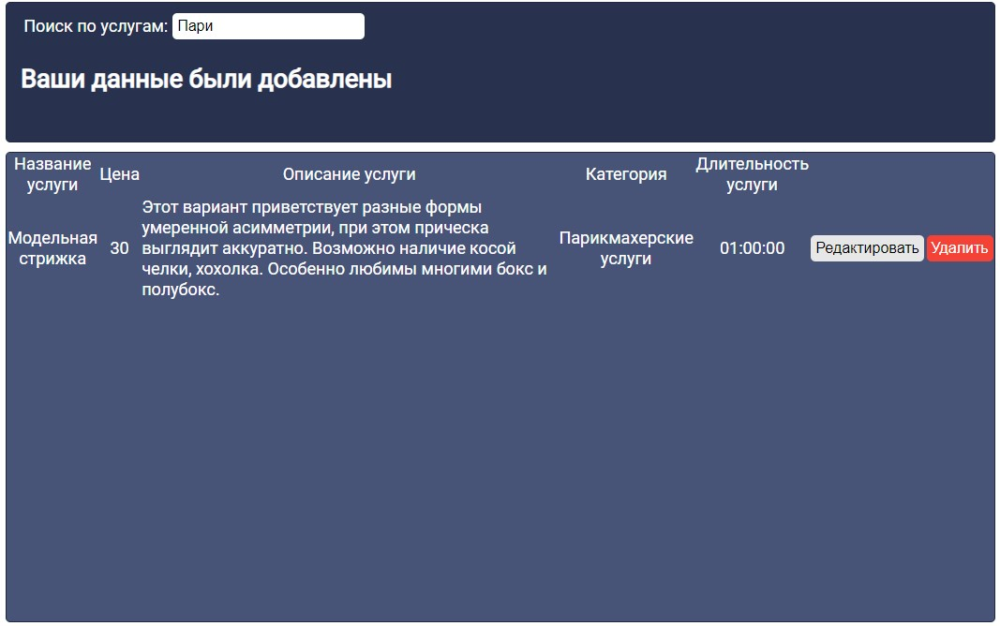 Поиск по услугам: Пари
Ваши данные были добавлены
Название услуги Цена Описание услуги Категория Длительность услуги
Модельная стрижка 30
Этот вариант приветствует разные формы
умеренной асимметрии, при этом прическа
выглядит аккуратно. Возможно наличие косой
челки, хохолка. Особенно любимы многими бокс и
полубокс.
Парикмахерские услуги 01:00:00 Редактировать Удалить